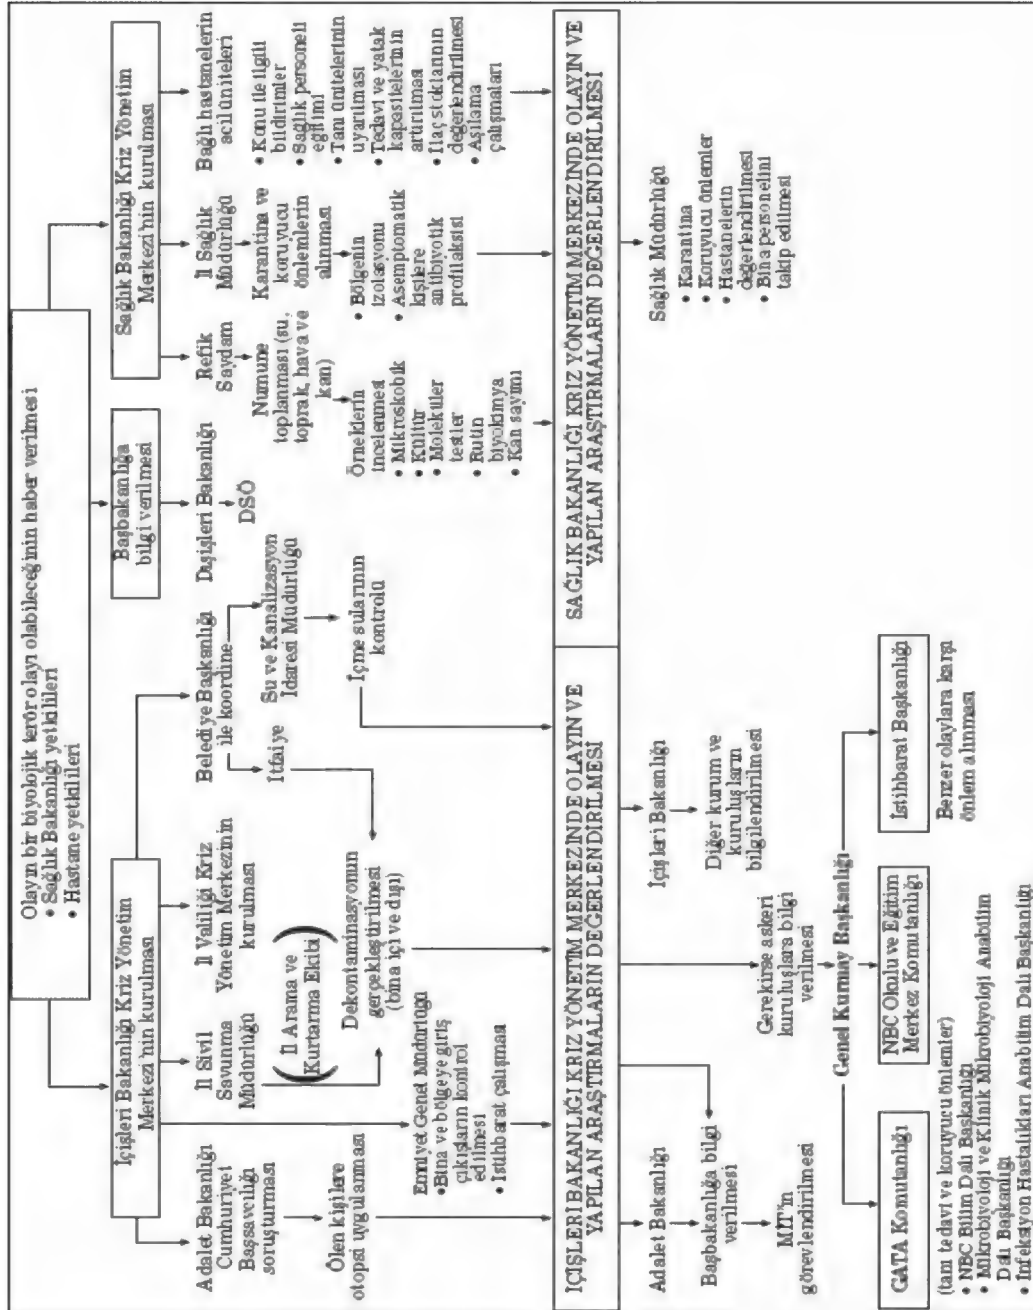 Olayın bir biyolojik terör olayı olabileceğinin haber verilmesi
• Sağlık Bakanlığı yetkilileri
• Hastane yetkilileri
İçişleri Bakanlığı Kriz Yönetim
Merkezi'nin kurulması
Başbakanlığa
bilgi verilmesi
Sağlık Bakanlığı Kriz Yönetim
Merkezi'nin kurulması
Adalet Bakanlığı
Cumhuriyet
Başsavcılığı
soruşturması
Ölen kişilere
otopsi uygulanması
Emniyet Genel Müdürlüğü
• Bina ve bölgeye giriş
çıkışların kontrol
edilmesi
• İstihbarat çalışması
İl Sivil
Savunma
Müdürlüğü
(İl Arama ve
Kurtarma Ekibi)
İl Valiliği Kriz
Yönetim Merkezinin
kurulması
Dekontaminasyonun
gerçekleştirilmesi
(bina içi ve dışı)
Belediye Başkanlığı
ile koordine
İtfaiye
Su ve Kanalizasyon
İdaresi Müdürlüğü
İçme sularının
kontrolü
Dışişleri Bakanlığı
DSÖ
Refik
Saydam
Numune
toplanması (su,
toprak, hava ve
kan)
Örneklerin
incelenmesi
• Mikroskobik
• Kültür
• Moleküler
testler
• Rutin
biyokimya
• Kan sayımı
İl Sağlık
Müdürlüğü
Karantina ve
koruyucu
önlemlerin
alınması
• Bölgenin
izolasyonu
• Asemptomatik
kişilere
antibiyotik
profilaksisi
Bağlı hastanelerin
acil üniteleri
• Konu ile ilgili
bildirimler
• Sağlık personeli
eğitimi
• Tanı ünitelerinin
uyarılması
• Tedavi ve yatak
kapasitelerinin
artırılması
• İlaç stoklarının
değerlendirilmesi
• Aşılama
çalışmaları
İÇİŞLERİ BAKANLIĞI KRİZ YÖNETİM MERKEZİNDE OLAYIN VE
YAPILAN ARAŞTIRMALARIN DEĞERLENDİRİLMESİ
SAĞLIK BAKANLIĞI KRİZ YÖNETİM MERKEZİNDE OLAYIN VE
YAPILAN ARAŞTIRMALARIN DEĞERLENDİRİLMESİ
Adalet Bakanlığı
Başbakanlığa bilgi
verilmesi
MİT'in
görevlendirilmesi
Gerekirse askeri
kuruluşlara bilgi
verilmesi
İçişleri Bakanlığı
Diğer kurum ve
kuruluşların
bilgilendirilmesi
Sağlık Müdürlüğü
• Karantina
• Koruyucu önlemler
• Hastanelerin
değerlendirilmesi
• Bina personelini
takip edilmesi
Genel Kurmay Başkanlığı
GATA Komutanlığı
(tanı tedavi ve koruyucu önlemler)
• NBC Bilim Dalı Başkanlığı
• Mikrobiyoloji ve Klinik Mikrobiyoloji Anabilim
Dalı Başkanlığı
• İnfeksiyon Hastalıkları Anabilim Dalı Başkanlığı
NBC Okulu ve Eğitim
Merkez Komutanlığı
İstihbarat Başkanlığı
Benzer olaylara karşı
önlem alınması